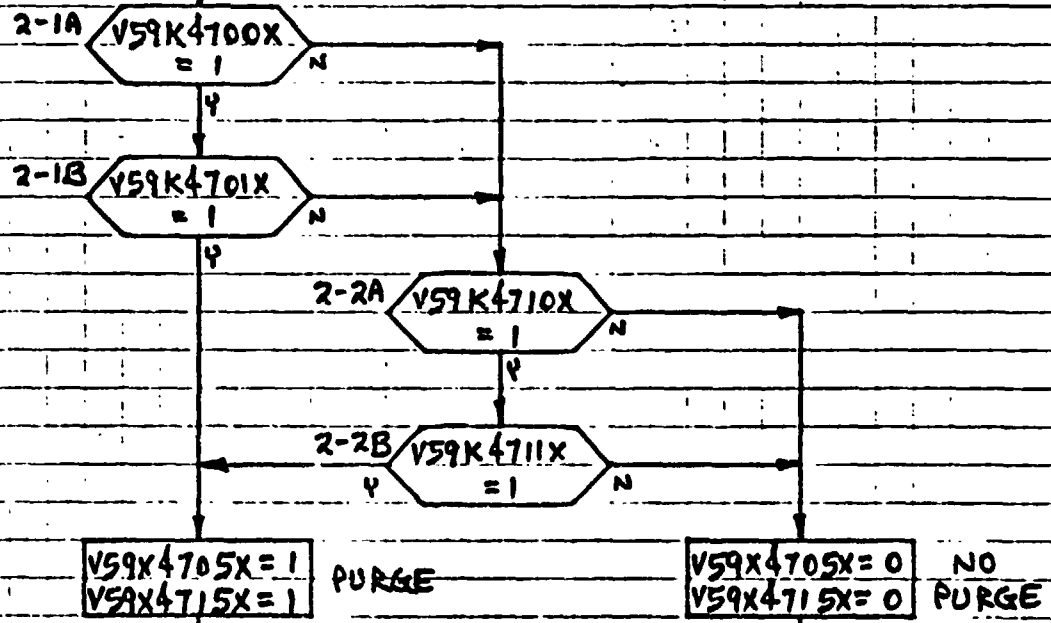 2-1A
V59K4700X
= 1
N
Y
2-1B
V59K4701X
= 1
N
Y
2-2A
V59K4710X
= 1
N
Y
2-2B
V59K4711X
= 1
Y
N
V59X4705X = 1
V59X4715X = 1
PURGE
V59X4705X = 0
V59X4715X = 0
NO
PURGE